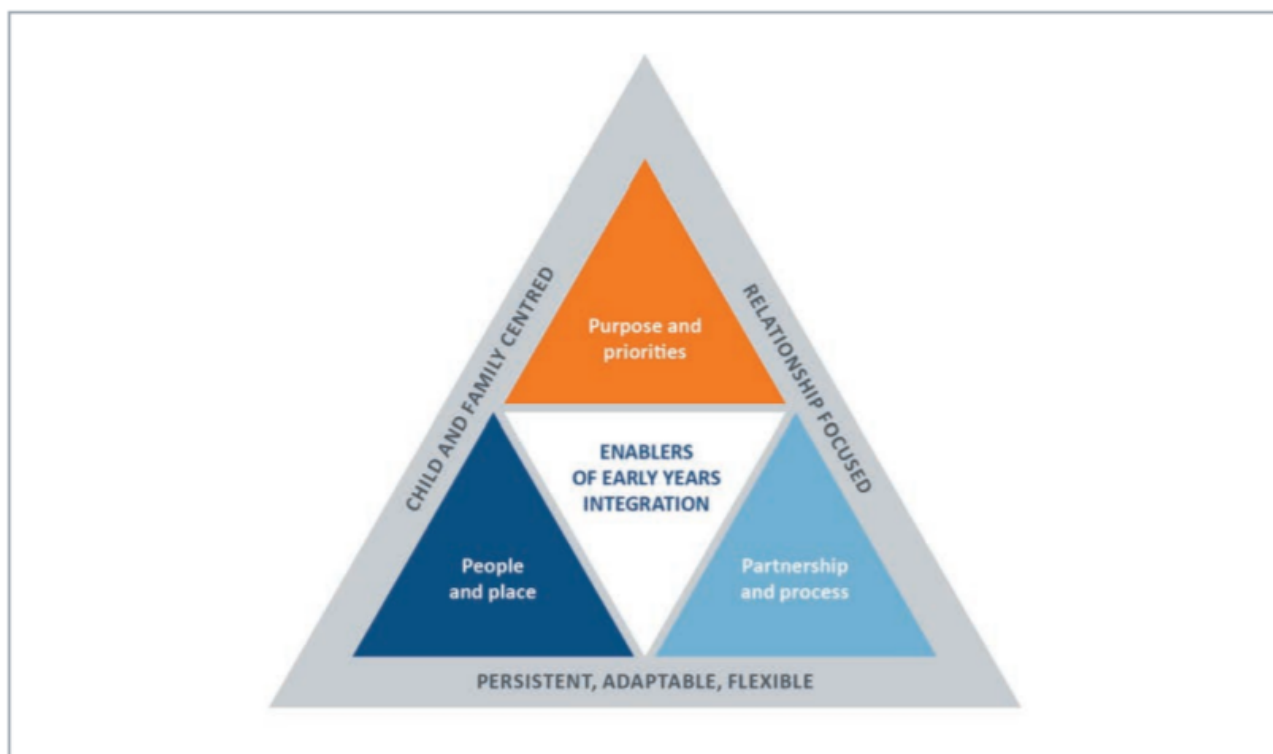 Purpose and
priorities
CHILD AND FAMILY CENTRED
RELATIONSHIP FOCUSED
ENABLERS
OF EARLY YEARS
INTEGRATION
People
and place
Partnership
and process
PERSISTENT, ADAPTABLE, FLEXIBLE